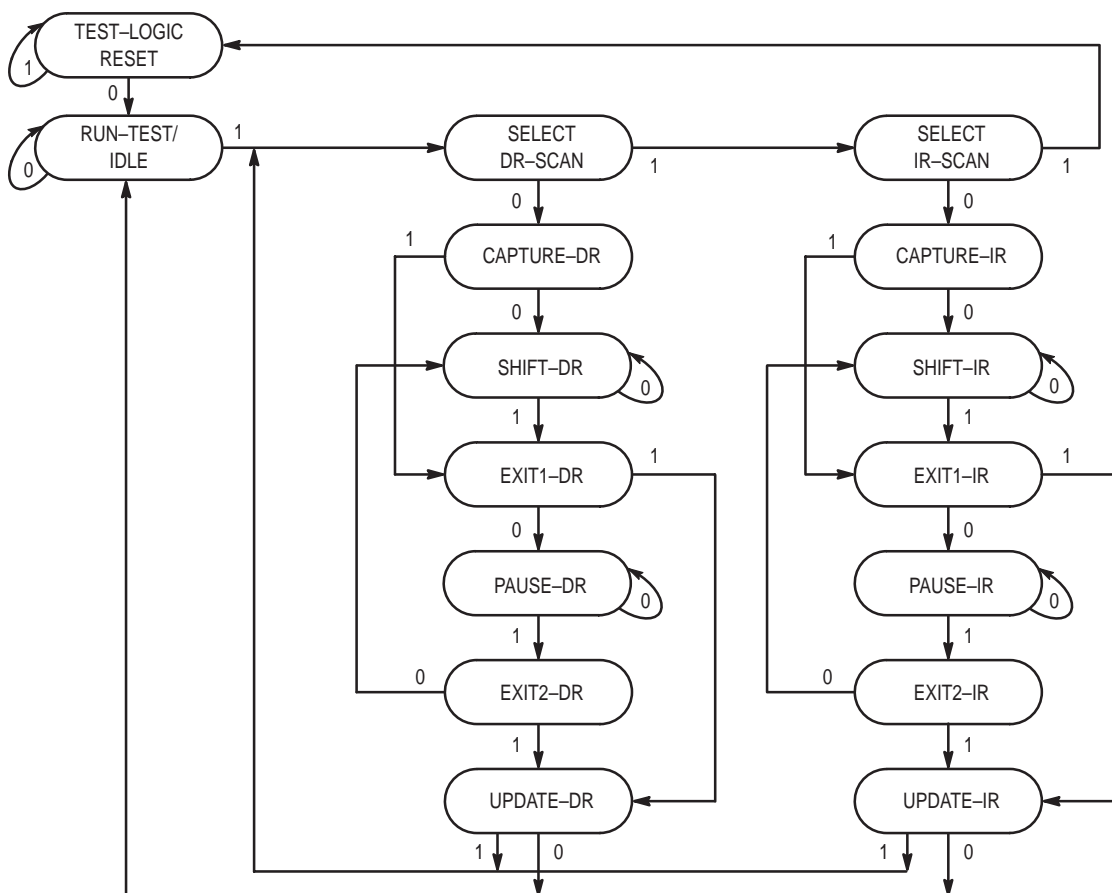 TEST–LOGIC
RESET
1
0
RUN–TEST/
IDLE
0
1
SELECT
DR–SCAN
1
SELECT
IR–SCAN
1
0
0
1
CAPTURE–DR
1
CAPTURE–IR
0
0
SHIFT–DR
0
SHIFT–IR
0
1
1
EXIT1–DR
1
EXIT1–IR
1
0
0
PAUSE–DR
0
PAUSE–IR
0
1
1
0
EXIT2–DR
0
EXIT2–IR
1
1
UPDATE–DR
UPDATE–IR
1
0
1
0